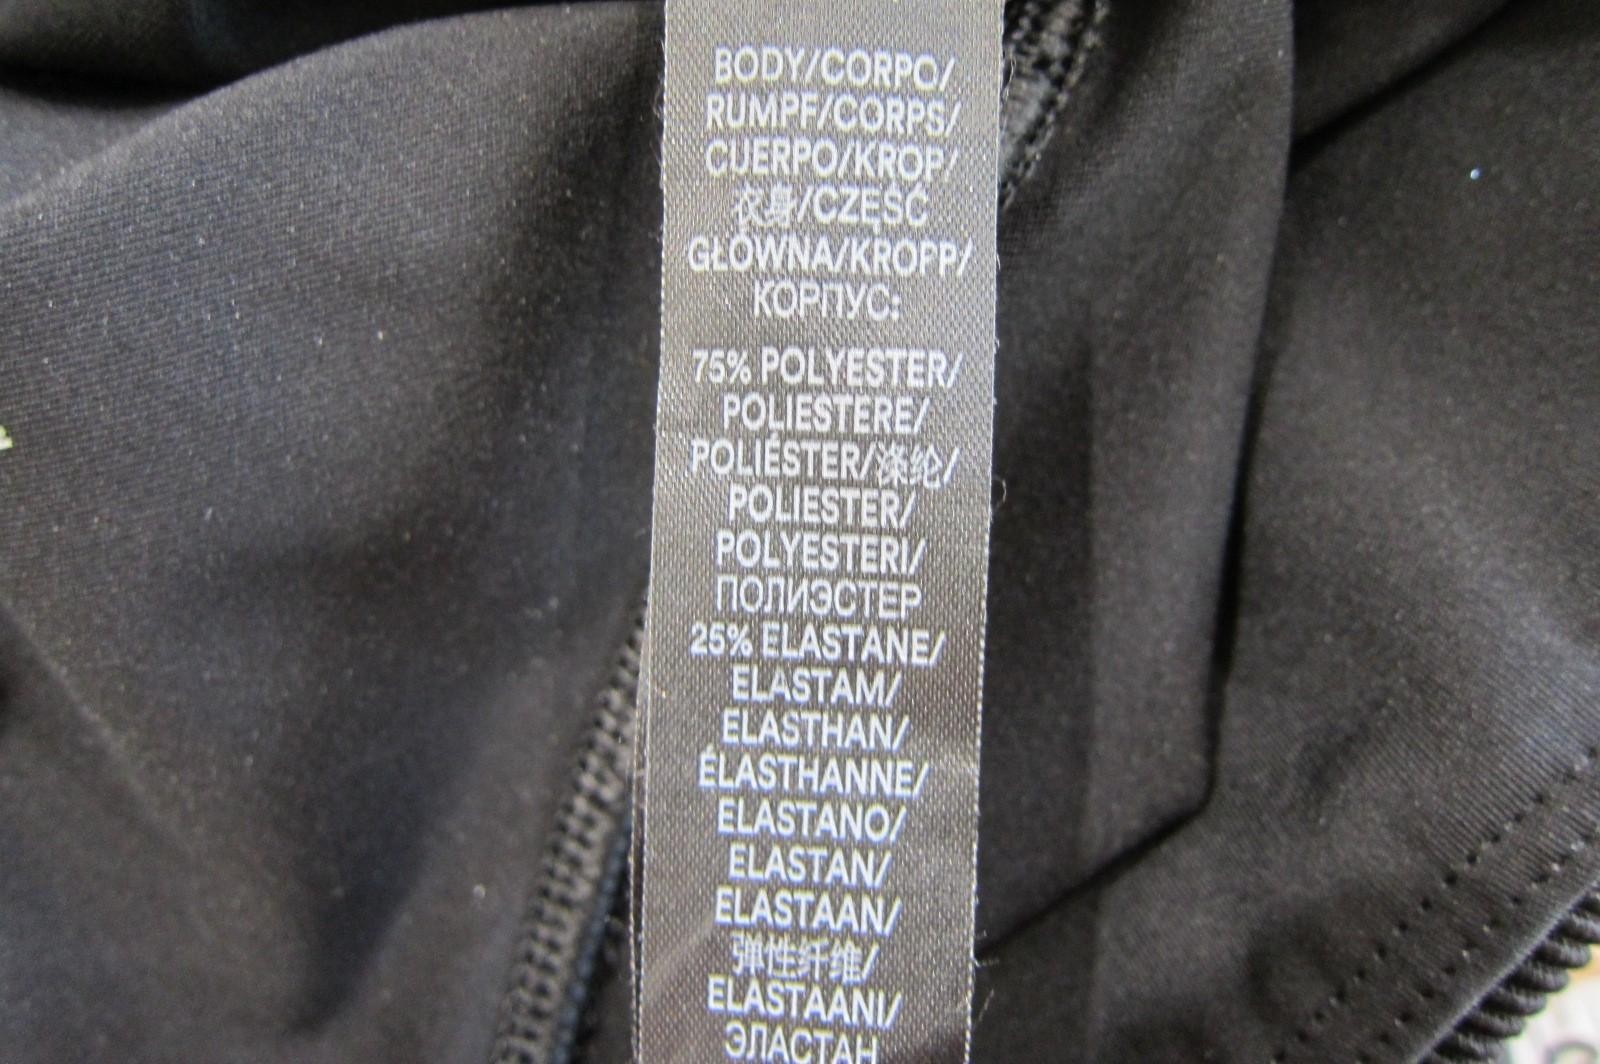 BODY/CORPO/
RUMPF/CORPS/
CUERPO/KROP/
衣身/CZĘŚĆ
GŁÓWNA/KROPP/
КОРПУС:
75% POLYESTER/
POLIESTERE/
POLIÉSTER/涤纶/
POLIESTER/
POLYESTERI/
ПОЛИЭСТЕР
25% ELASTANE/
ELASTAM/
ELASTHAN/
ÉLASTHANNE/
ELASTANO/
ELASTAN/
ELASTAAN/
弹性纤维/
ELASTAANI/
ЭЛАСТАН